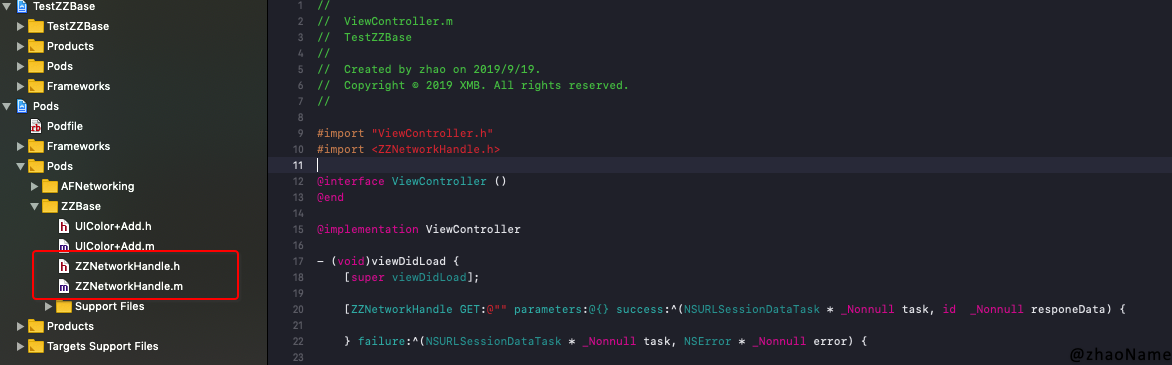 TestZZBase
TestZZBase
Products
Pods
Frameworks
Pods
Podfile
Frameworks
Pods
AFNetworking
ZZBase
UIColor+Add.h
UIColor+Add.m
ZZNetworkHandle.h
ZZNetworkHandle.m
Support Files
Products
Targets Support Files
1 //
2 // ViewController.m
3 // TestZZBase
4 //
5 // Created by zhao on 2019/9/19.
6 // Copyright © 2019 XMB. All rights reserved.
7 //
8
9 #import "ViewController.h"
10 #import <ZZNetworkHandle.h>
11
12 @interface ViewController ()
13 @end
14
15 @implementation ViewController
16
17 - (void)viewDidLoad {
18 [super viewDidLoad];
19
20 [ZZNetworkHandle GET:@"" parameters:@{} success:^(NSURLSessionDataTask * _Nonnull task, id  _Nonnull responeData) {
21
22 } failure:^(NSURLSessionDataTask * _Nonnull task, NSError * _Nonnull error) {
23
@zhaoName